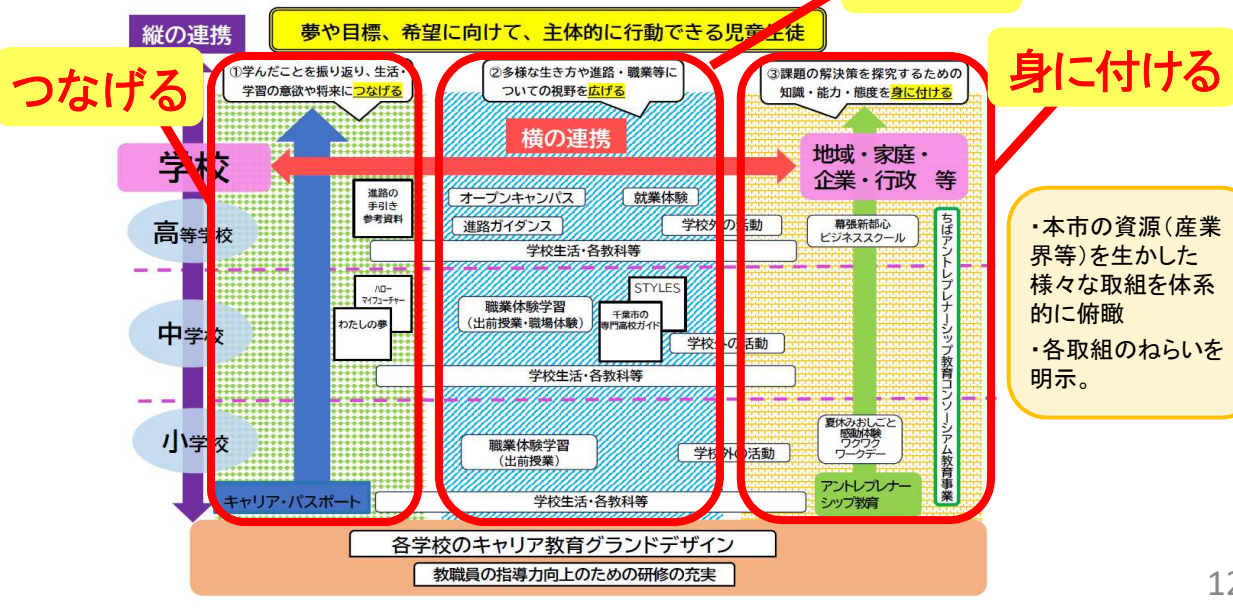 縦の連携
夢や目標、希望に向けて、主体的に行動できる児童生徒
つなげる
身に付ける
①学んだことを振り返り、生活・
学習の意欲や将来につなげる
②多様な生き方や進路・職業等に
ついての視野を広げる
③課題の解決策を探究するための
知識・能力・態度を身に付ける
横の連携
学校
地域・家庭・
企業・行政 等
高等学校
進路の
手引き
参考資料
オープンキャンパス
就業体験
進路ガイダンス
学校外の活動
幕張新都心
ビジネススクール
学校生活・各教科等
ちばアントレプレナーシップ教育コンソーシアム教育事業
・本市の資源(産業
界等)を生かした
様々な取組を体系
的に俯瞰
・各取組のねらいを
明示。
中学校
ハロー
マイフューチャー
わたしの夢
職業体験学習
(出前授業・職場体験)
STYLES
千葉市の
専門高校ガイド
学校外の活動
学校生活・各教科等
小学校
職業体験学習
(出前授業)
学校外の活動
夏休みおしごと
感動体験
ワクワク
ワークデー
キャリア・パスポート
学校生活・各教科等
アントレプレナー
シップ教育
各学校のキャリア教育グランドデザイン
教職員の指導力向上のための研修の充実
12